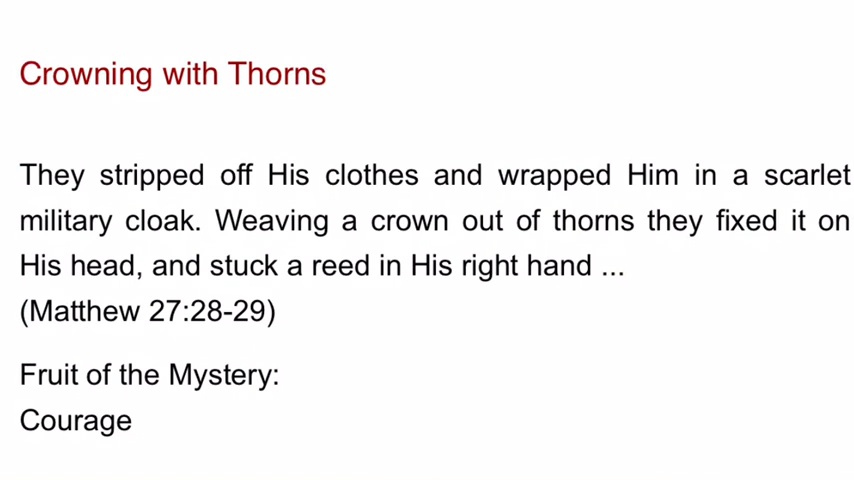 Crowning with Thorns
They stripped off His clothes and wrapped Him in a scarlet
military cloak. Weaving a crown out of thorns they fixed it on
His head, and stuck a reed in His right hand ...
(Matthew 27:28-29)
Fruit of the Mystery:
Courage